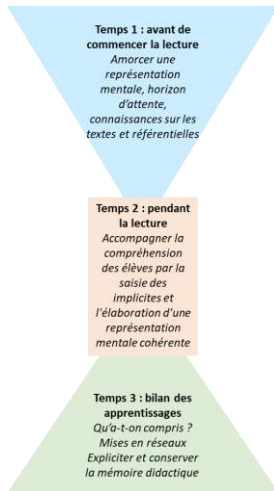 Temps 1 : avant de
commencer la lecture
Amorcer une
représentation
mentale, horizon
d'attente,
connaissances sur les
textes et référentielles
Temps 2 : pendant
la lecture
Accompagner la
compréhension
des élèves par la
saisie des
implicites et
l'élaboration d'une
représentation
mentale cohérente
Temps 3 : bilan des
apprentissages
Qu'a-t-on compris ?
Mises en réseaux
Expliciter et conserver
la mémoire didactique